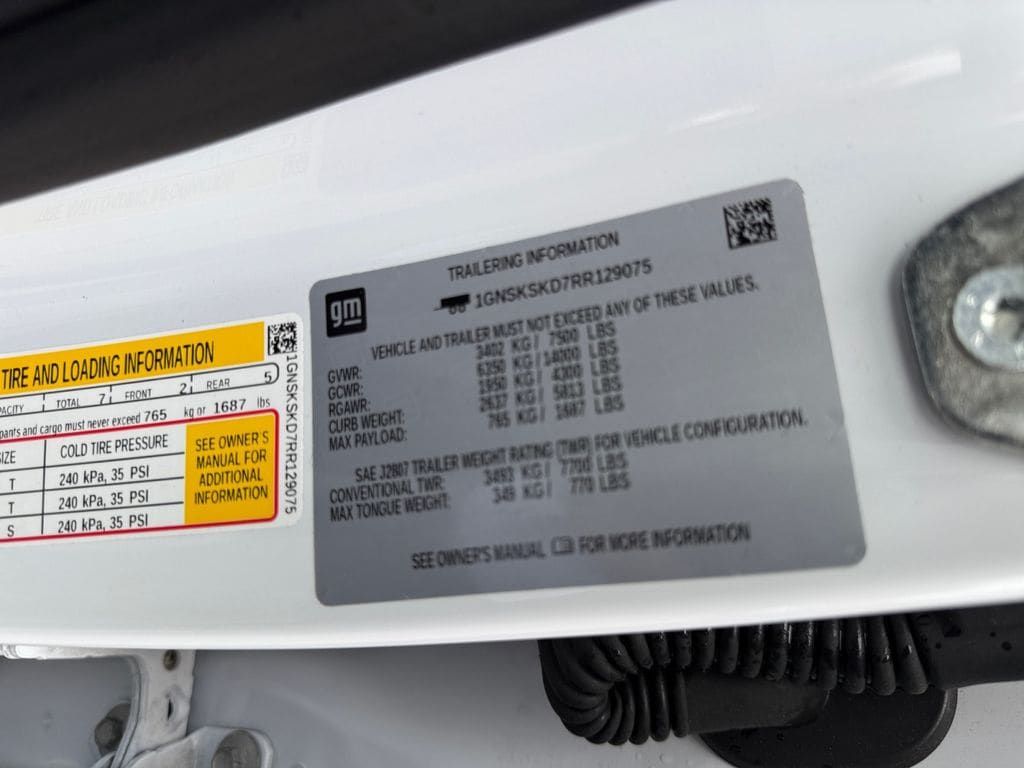 TIRE AND LOADING INFORMATION
TOTAL 7 FRONT 2 REAR 5
and cargo must never exceed 765 kg or 1687 lbs
COLD TIRE PRESSURE
T 240 kPa, 35 PSI
T 240 kPa, 35 PSI
S 240 kPa, 35 PSI
SEE OWNER'S
MANUAL FOR
ADDITIONAL
INFORMATION
1GNSKSKD7RR129075
gm
TRAILERING INFORMATION
1GNSKSKD7RR129075
VEHICLE AND TRAILER MUST NOT EXCEED ANY OF THESE VALUES.
GVWR: 3402 KG/ 7500 LBS
GCWR: 6350 KG/ 14000 LBS
RGAWR: 1950 KG/ 4300 LBS
CURB WEIGHT: 2637 KG/ 5813 LBS
MAX PAYLOAD: 765 KG/ 1687 LBS
SAE J2807 TRAILER WEIGHT RATING (TWR) FOR VEHICLE CONFIGURATION.
CONVENTIONAL TWR: 3493 KG/ 7700 LBS
MAX TONGUE WEIGHT: 349 KG/ 770 LBS
SEE OWNER'S MANUAL FOR MORE INFORMATION